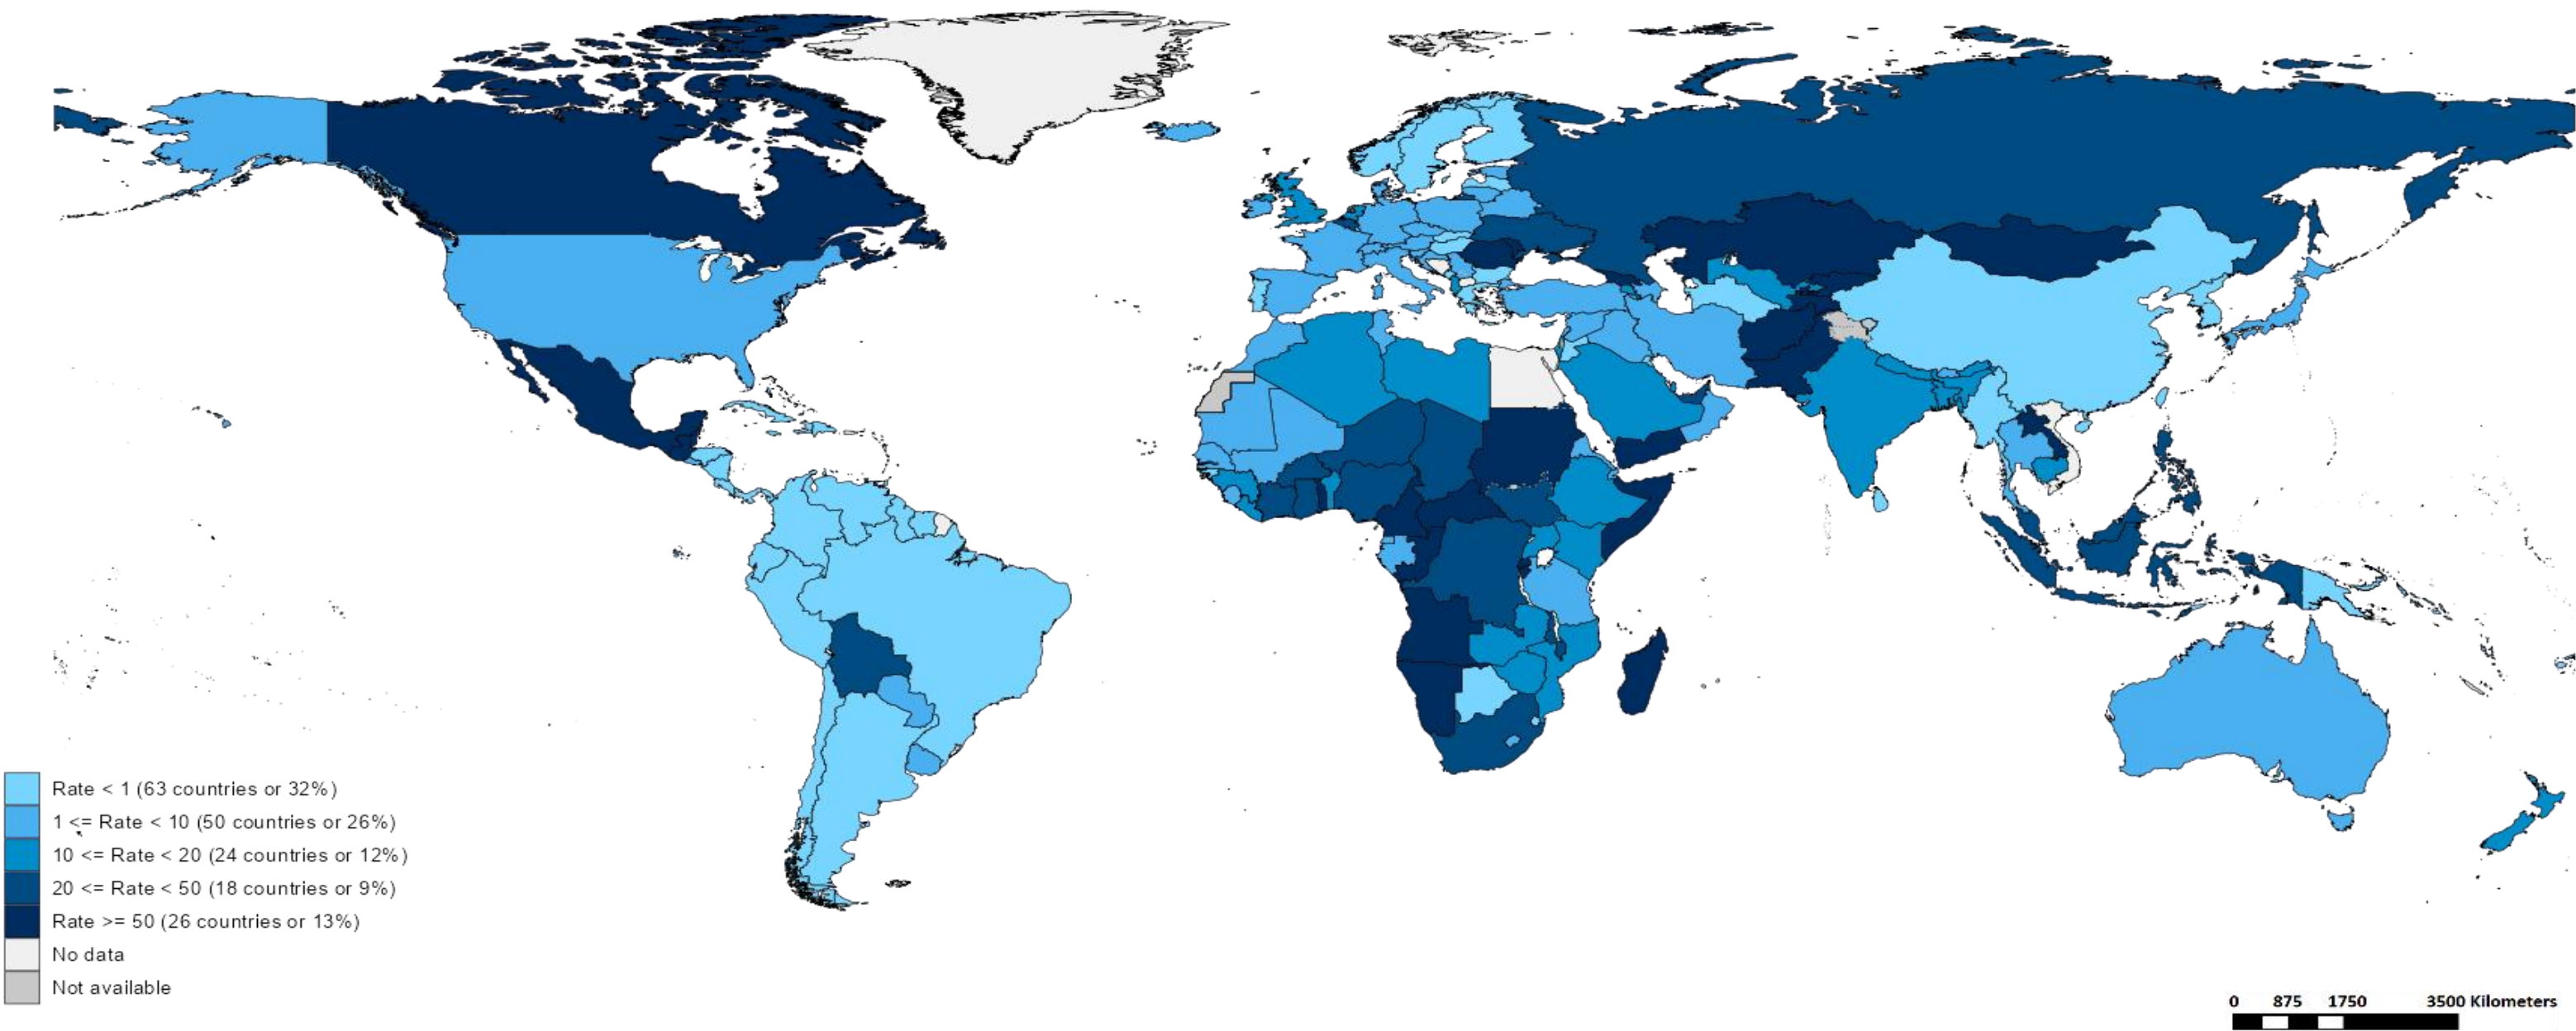 Rate < 1 (63 countries or 32%)
1 <= Rate < 10 (50 countries or 26%)
10 <= Rate < 20 (24 countries or 12%)
20 <= Rate < 50 (18 countries or 9%)
Rate >= 50 (26 countries or 13%)
No data
Not available
0 875 1750 3500 Kilometers